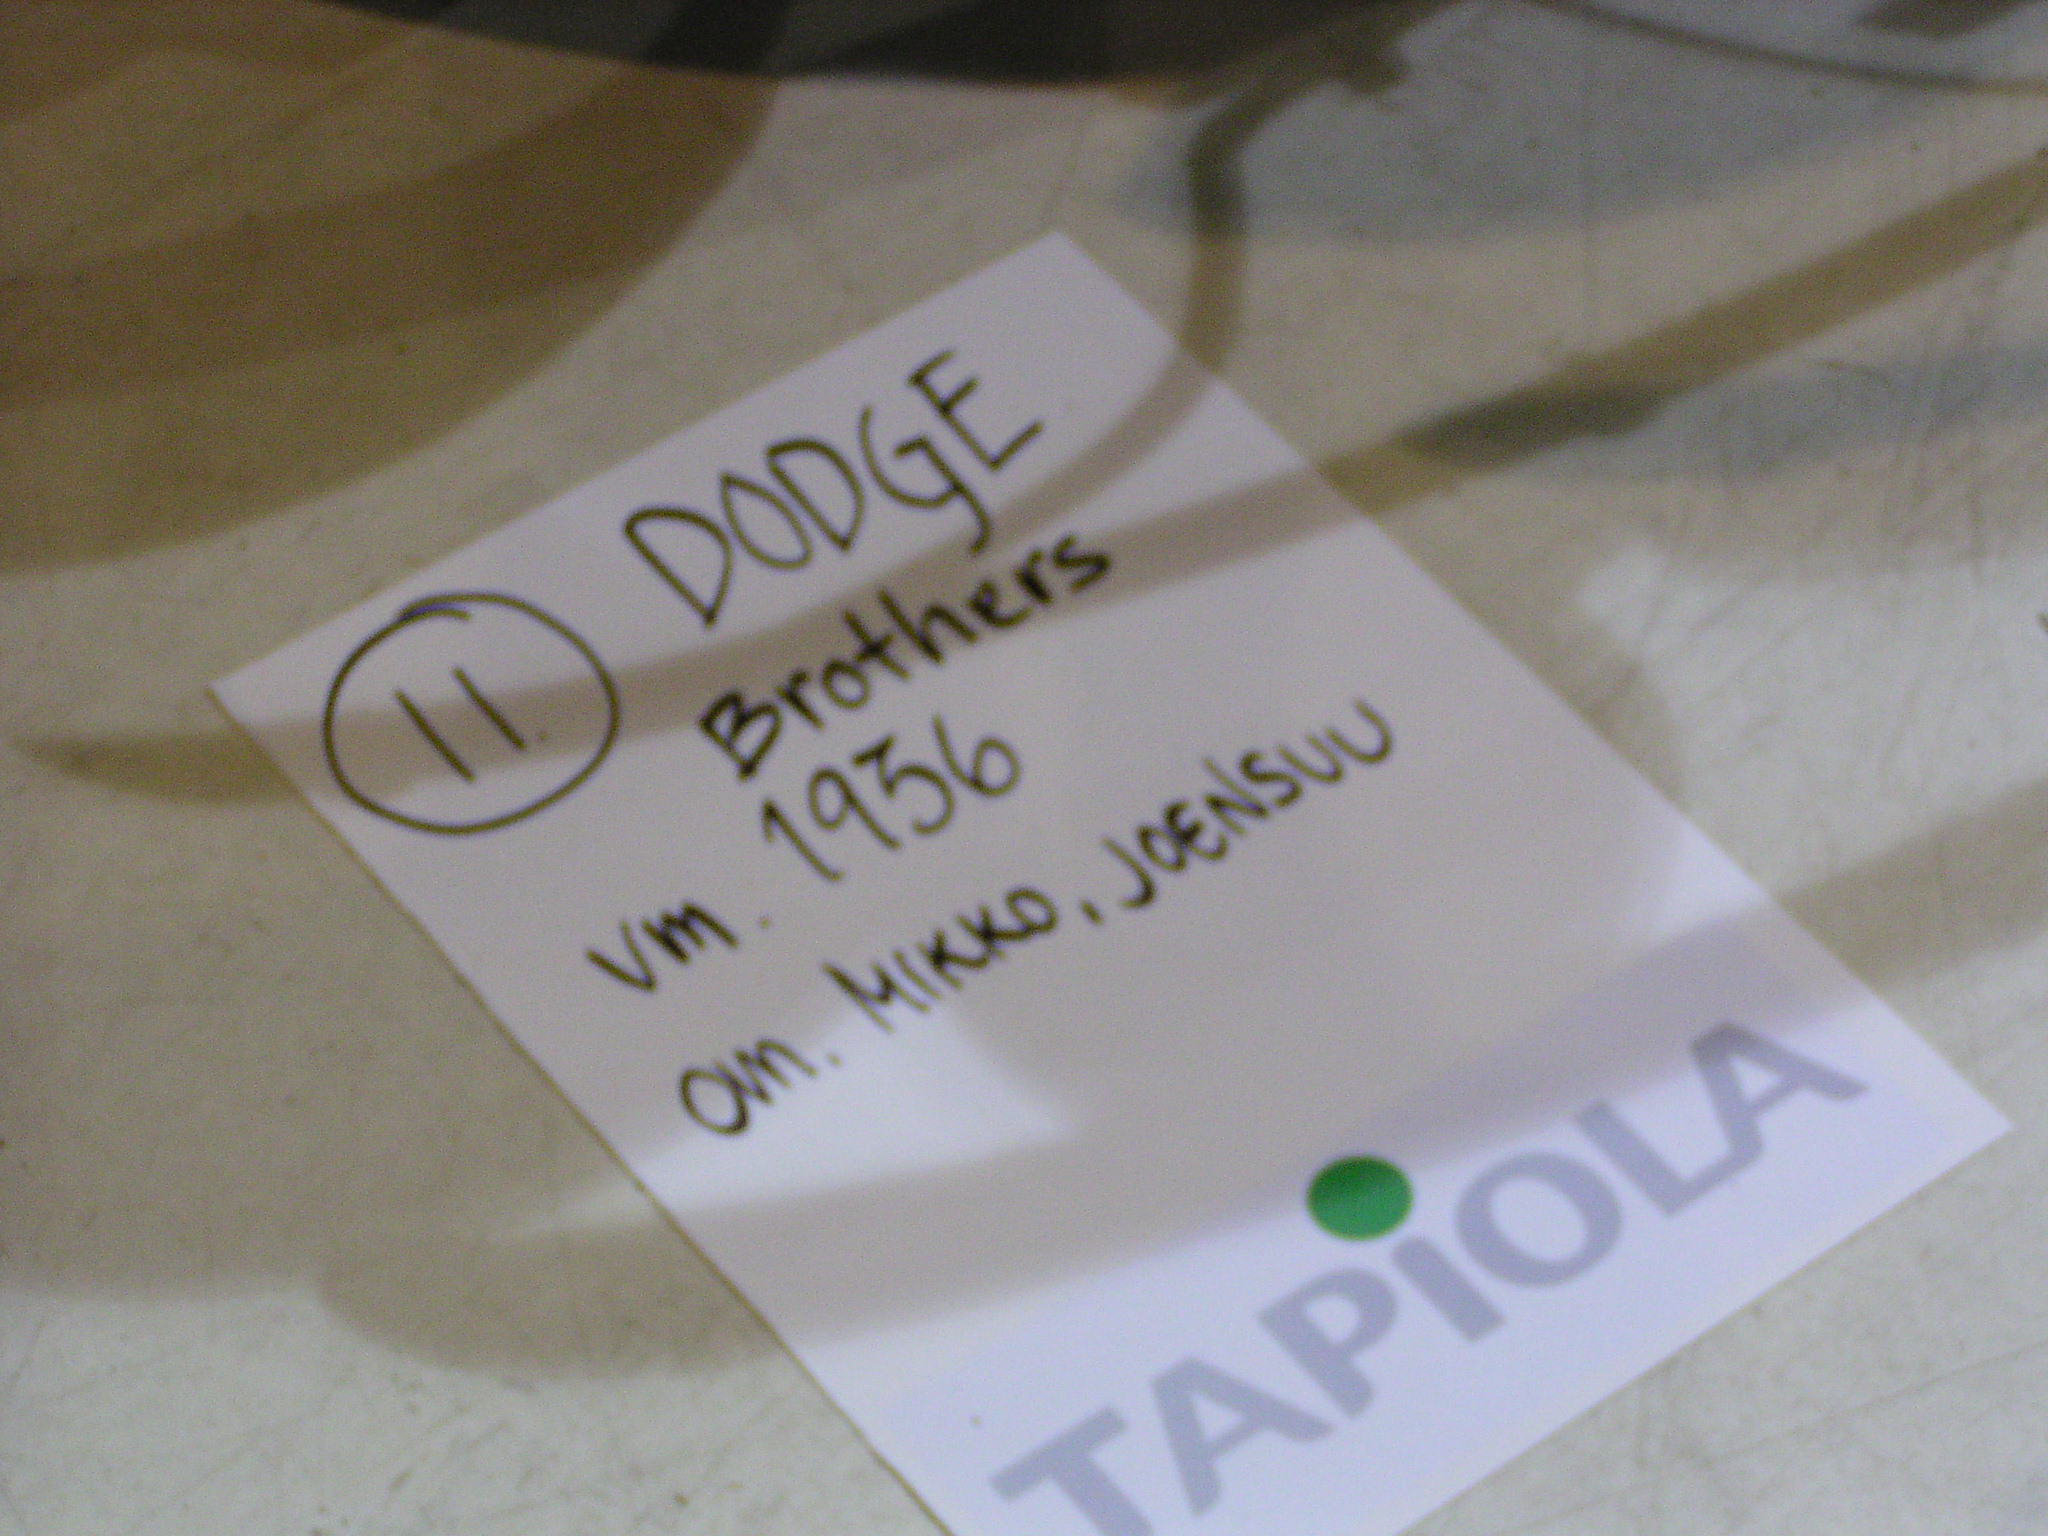 11. DODGE
Brothers
vm. 1936
om. MIKKO, JOENSUU
TAPIOLA